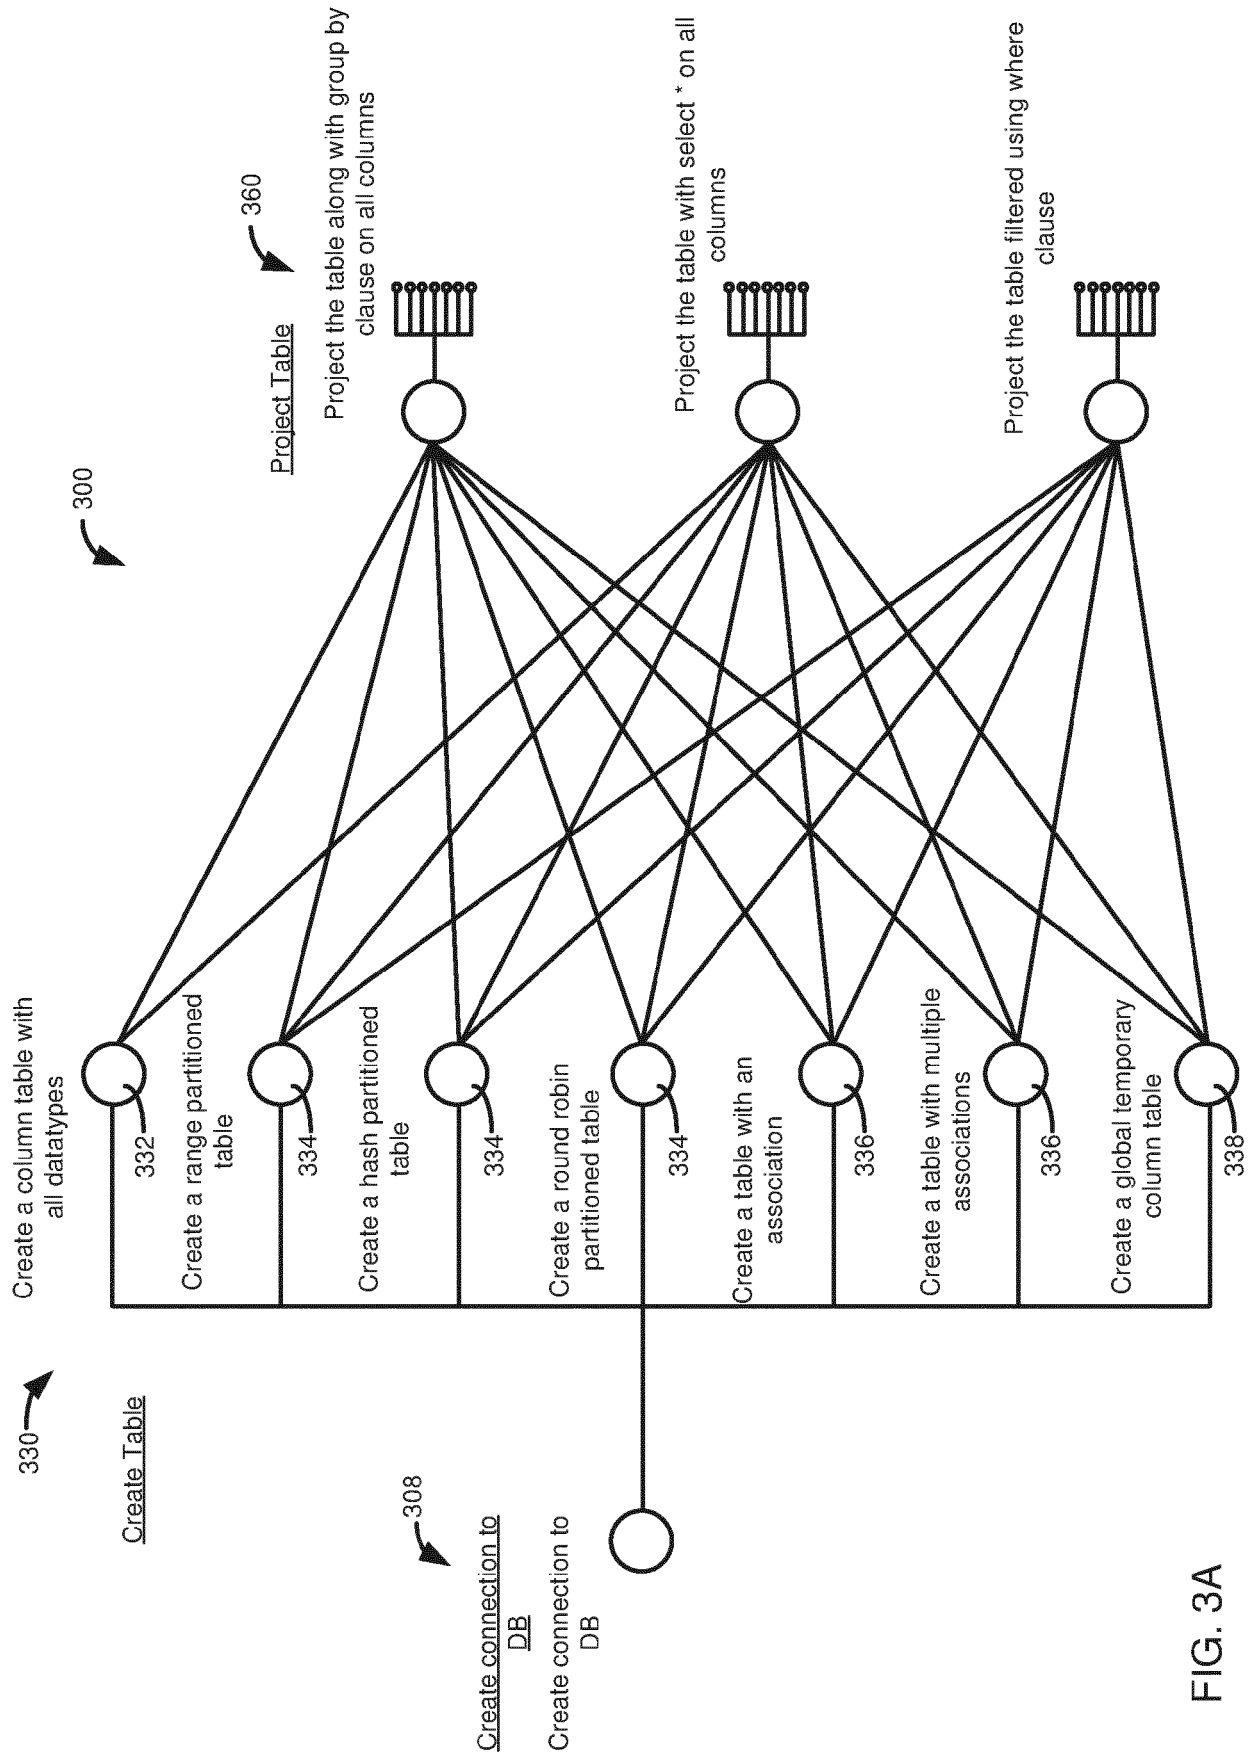 300
308
Create connection to
DB
Create connection to
DB
330
Create Table
Create a column table with
all datatypes
332
Create a range partitioned
table
334
Create a hash partitioned
table
334
Create a round robin
partitioned table
334
Create a table with an
association
336
Create a table with multiple
associations
336
Create a global temporary
column table
338
360
Project Table
Project the table along with group by
clause on all columns
Project the table with select * on all
columns
Project the table filtered using where
clause
FIG. 3A